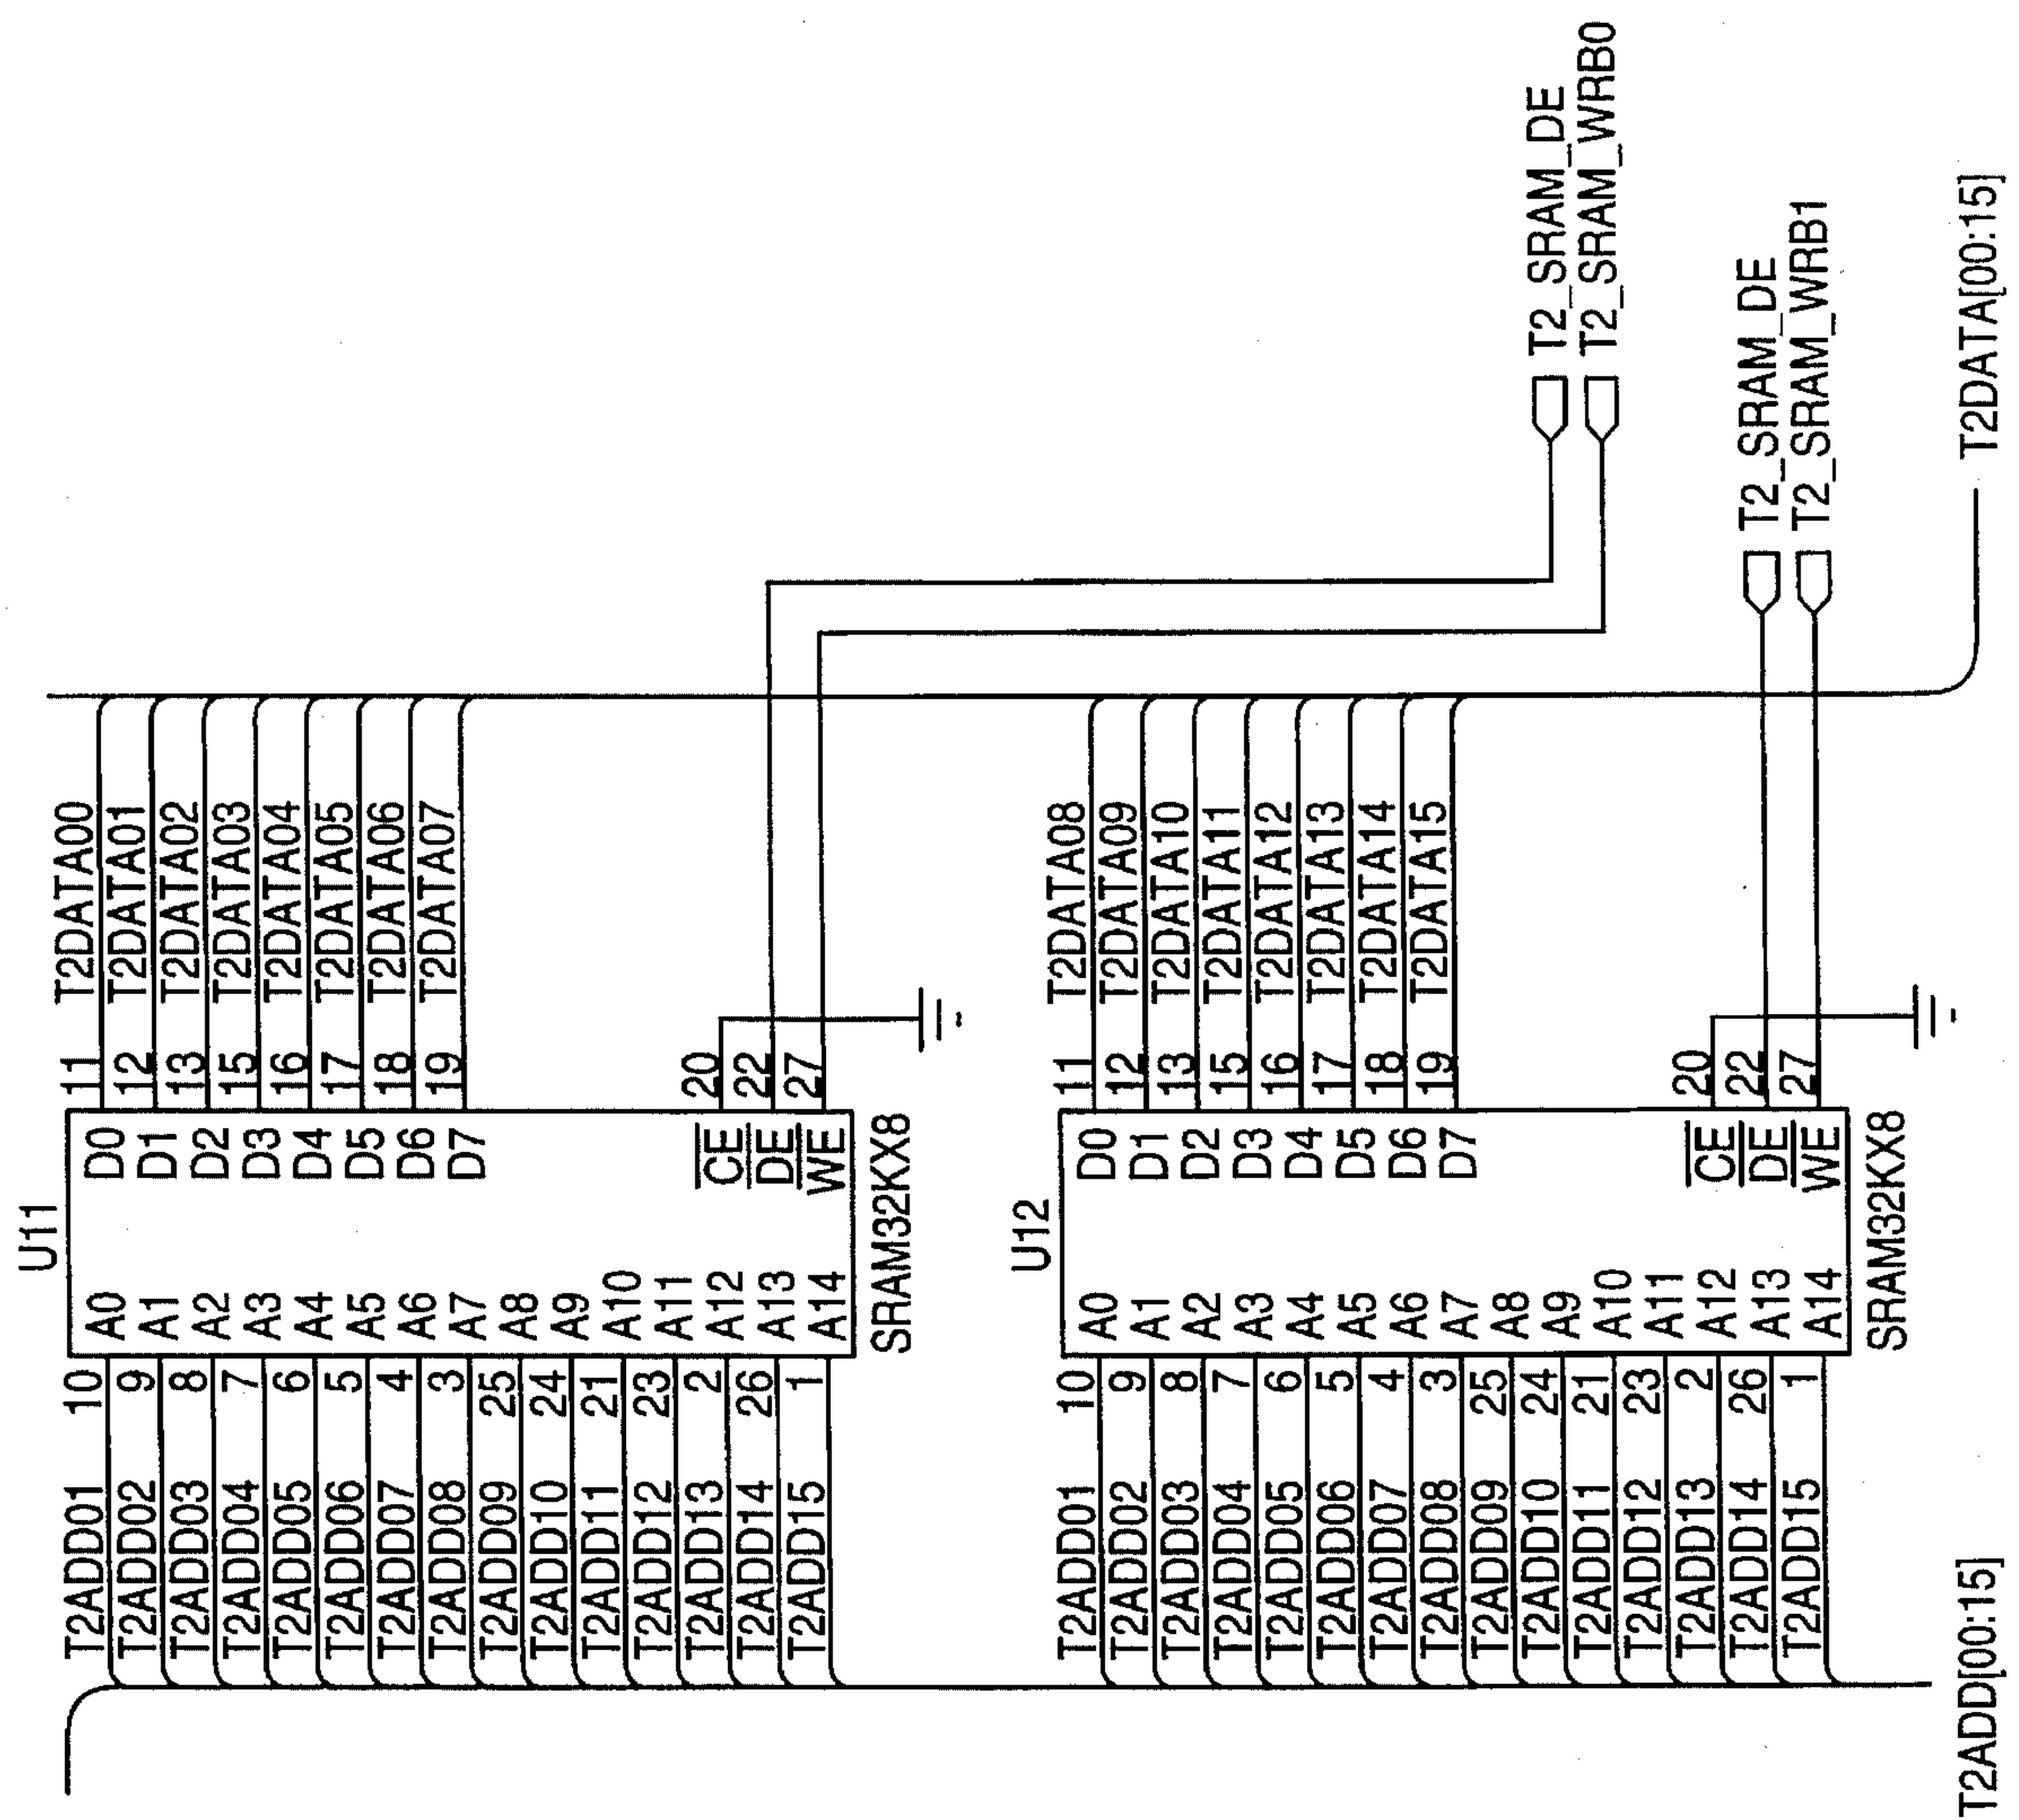 U11
T2ADD01 10 A0
T2ADD02 9 A1
T2ADD03 8 A2
T2ADD04 7 A3
T2ADD05 6 A4
T2ADD06 5 A5
T2ADD07 4 A6
T2ADD08 3 A7
T2ADD09 25 A8
T2ADD10 24 A9
T2ADD11 21 A10
T2ADD12 23 A11
T2ADD13 2 A12
T2ADD14 26 A13
T2ADD15 1 A14
D0 11 T2DATA00
D1 12 T2DATA01
D2 13 T2DATA02
D3 15 T2DATA03
D4 16 T2DATA04
D5 17 T2DATA05
D6 18 T2DATA06
D7 19 T2DATA07
CE 20
DE 22
WE 27
SRAM32KX8
U12
T2ADD01 10 A0
T2ADD02 9 A1
T2ADD03 8 A2
T2ADD04 7 A3
T2ADD05 6 A4
T2ADD06 5 A5
T2ADD07 4 A6
T2ADD08 3 A7
T2ADD09 25 A8
T2ADD10 24 A9
T2ADD11 21 A10
T2ADD12 23 A11
T2ADD13 2 A12
T2ADD14 26 A13
T2ADD15 1 A14
D0 11 T2DATA08
D1 12 T2DATA09
D2 13 T2DATA10
D3 15 T2DATA11
D4 16 T2DATA12
D5 17 T2DATA13
D6 18 T2DATA14
D7 19 T2DATA15
CE 20
DE 22
WE 27
SRAM32KX8
T2_SRAM_DE
T2_SRAM_WRB0
T2_SRAM_DE
T2_SRAM_WRB1
T2ADD[00:15]
T2DATA[00:15]